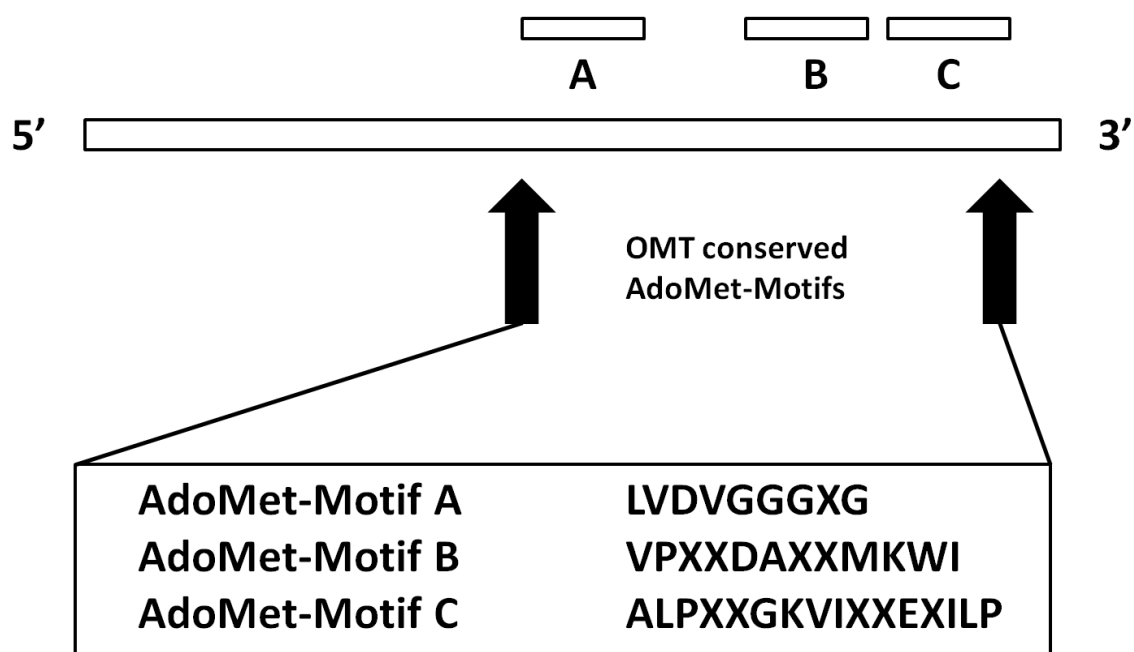 A B C
5’ 3’
OMT conserved
AdoMet-Motifs
AdoMet-Motif A LVDVGGGXG
AdoMet-Motif B VPXXDAXXMKWI
AdoMet-Motif C ALPXXGKVIXXEXILP